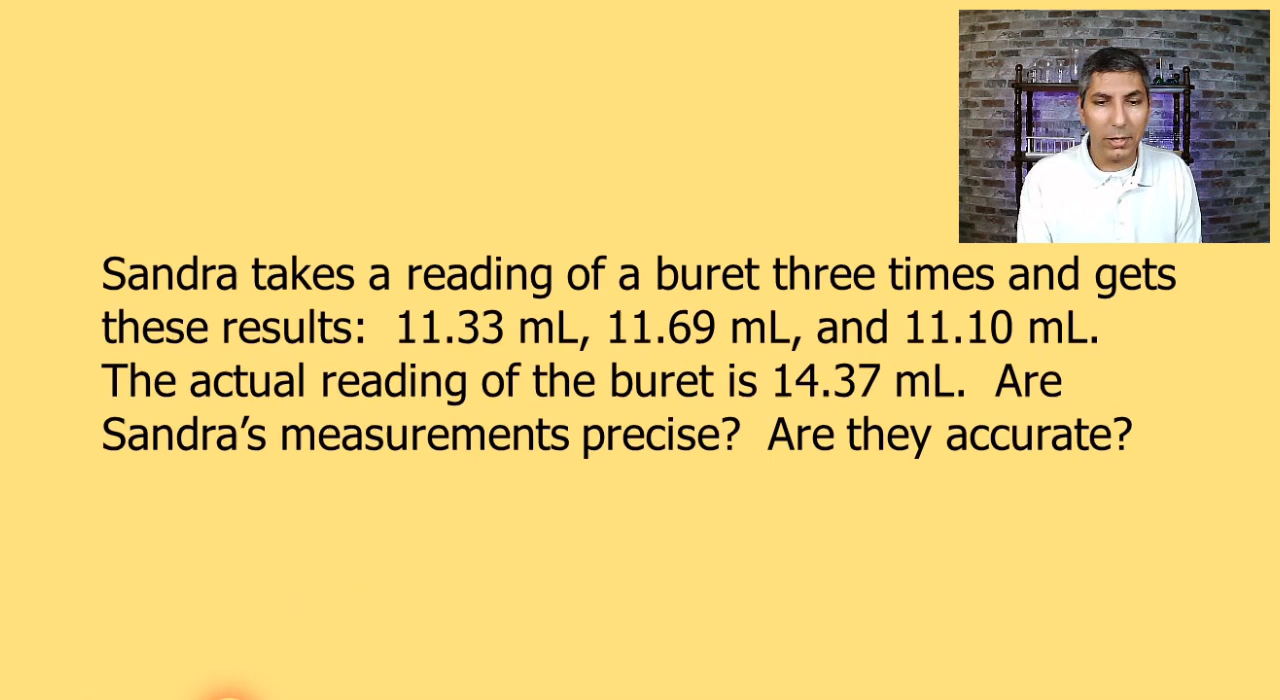 Sandra takes a reading of a buret three times and gets
these results:  11.33 mL, 11.69 mL, and 11.10 mL.
The actual reading of the buret is 14.37 mL.  Are
Sandra’s measurements precise?  Are they accurate?